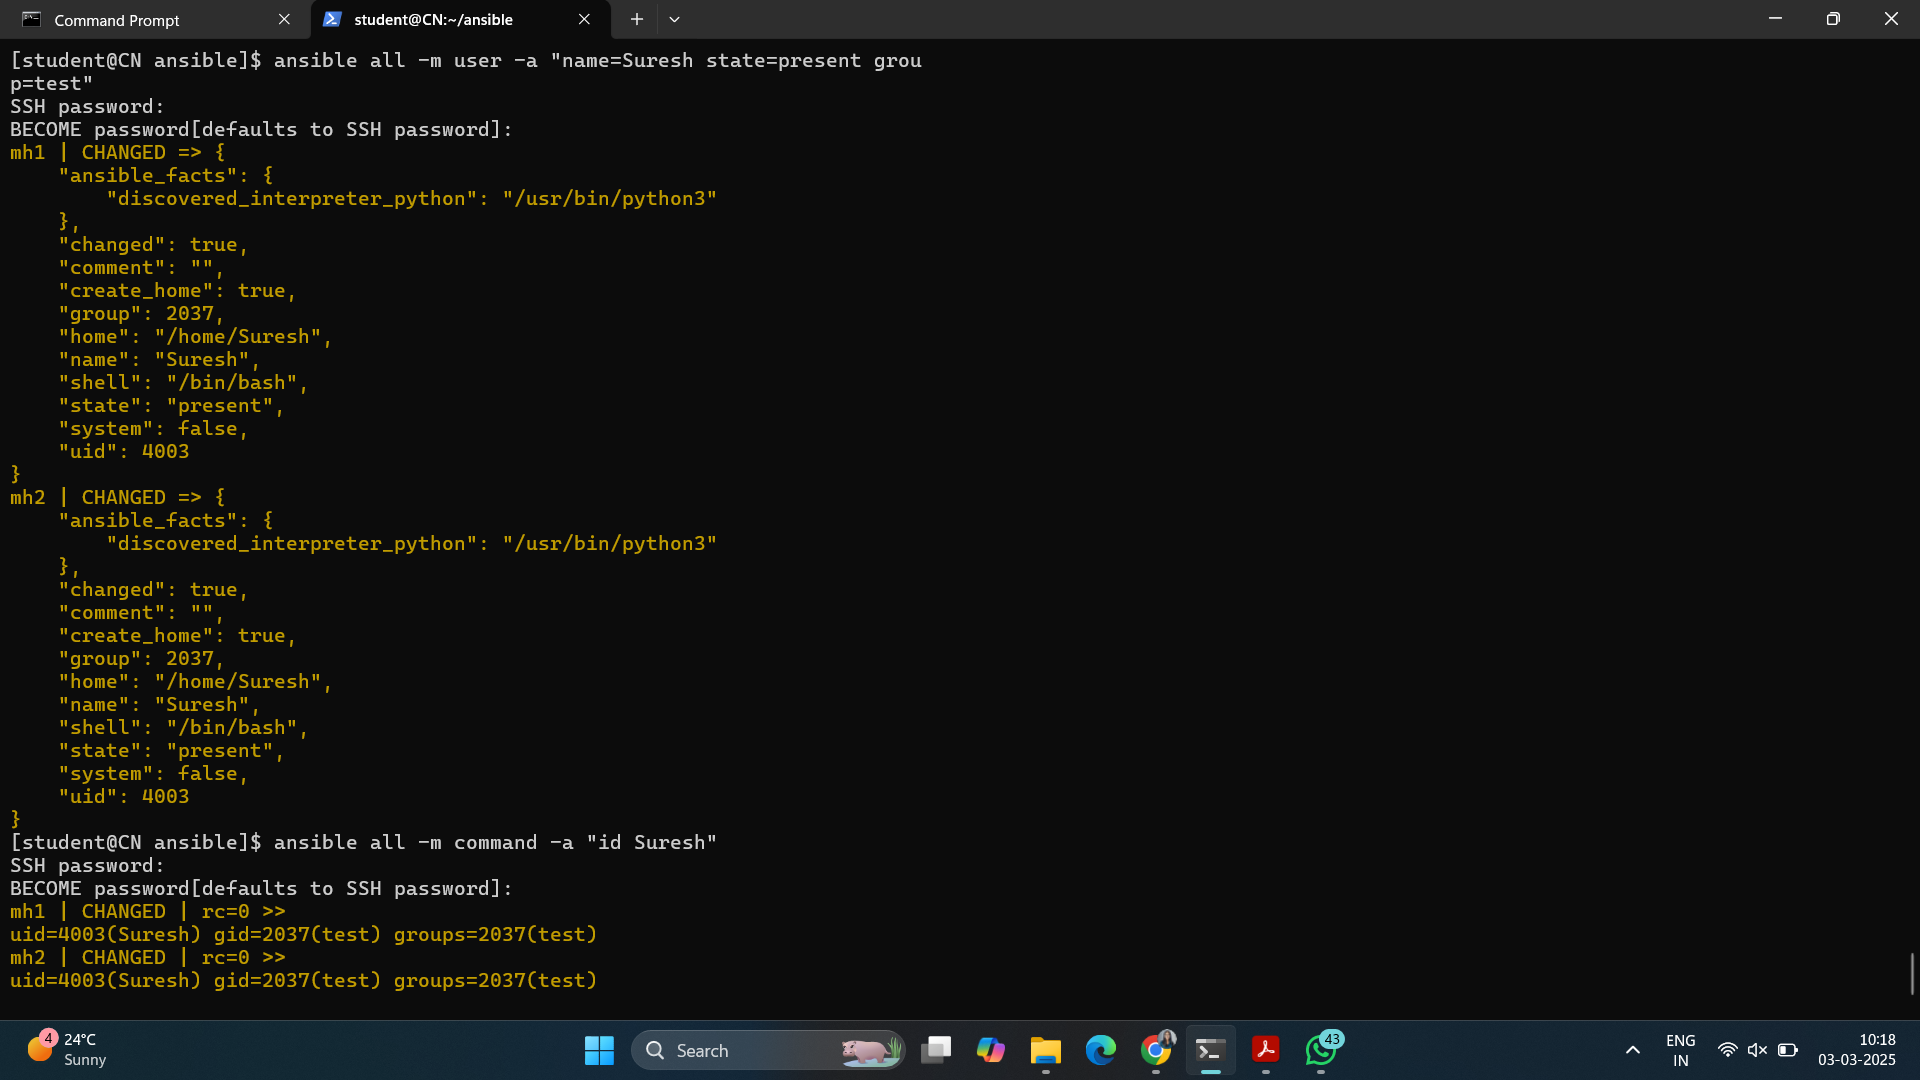 Command Prompt
student@CN:~/ansible
[student@CN ansible]$ ansible all -m user -a "name=Suresh state=present grou
p=test"
SSH password:
BECOME password[defaults to SSH password]:
mh1 | CHANGED => {
    "ansible_facts": {
        "discovered_interpreter_python": "/usr/bin/python3"
    },
    "changed": true,
    "comment": "",
    "create_home": true,
    "group": 2037,
    "home": "/home/Suresh",
    "name": "Suresh",
    "shell": "/bin/bash",
    "state": "present",
    "system": false,
    "uid": 4003
}
mh2 | CHANGED => {
    "ansible_facts": {
        "discovered_interpreter_python": "/usr/bin/python3"
    },
    "changed": true,
    "comment": "",
    "create_home": true,
    "group": 2037,
    "home": "/home/Suresh",
    "name": "Suresh",
    "shell": "/bin/bash",
    "state": "present",
    "system": false,
    "uid": 4003
}
[student@CN ansible]$ ansible all -m command -a "id Suresh"
SSH password:
BECOME password[defaults to SSH password]:
mh1 | CHANGED | rc=0 >>
uid=4003(Suresh) gid=2037(test) groups=2037(test)
mh2 | CHANGED | rc=0 >>
uid=4003(Suresh) gid=2037(test) groups=2037(test)
4
24°C
Sunny
Search
43
ENG
IN
10:18
03-03-2025